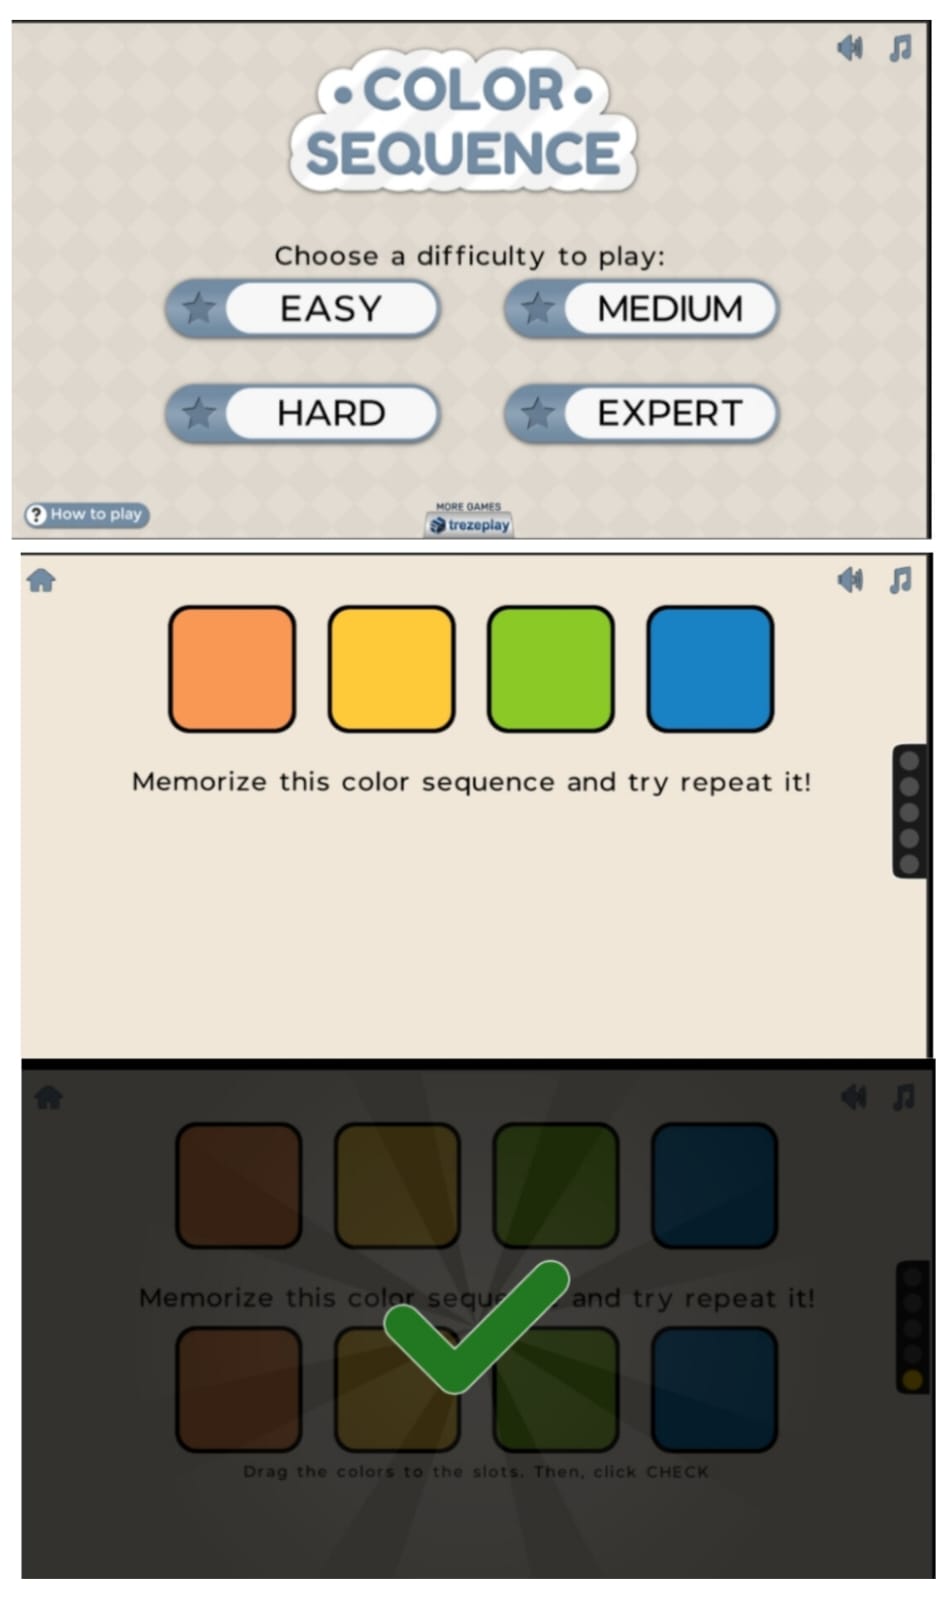 • COLOR •
SEQUENCE
Choose a difficulty to play:
EASY
MEDIUM
HARD
EXPERT
? How to play
MORE GAMES
trezeplay
Memorize this color sequence and try repeat it!
Memorize this color and try repeat it!
Drag the colors to the slots. Then, click CHECK